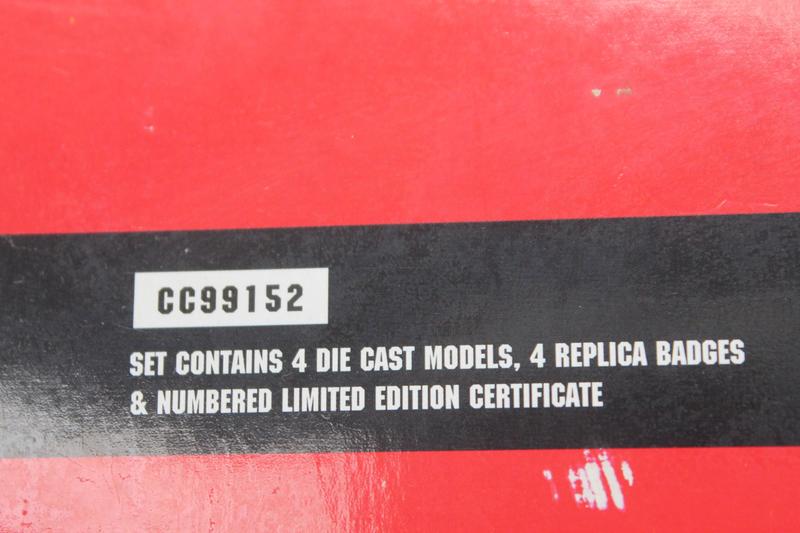 CC99152
SET CONTAINS 4 DIE CAST MODELS, 4 REPLICA BADGES
& NUMBERED LIMITED EDITION CERTIFICATE